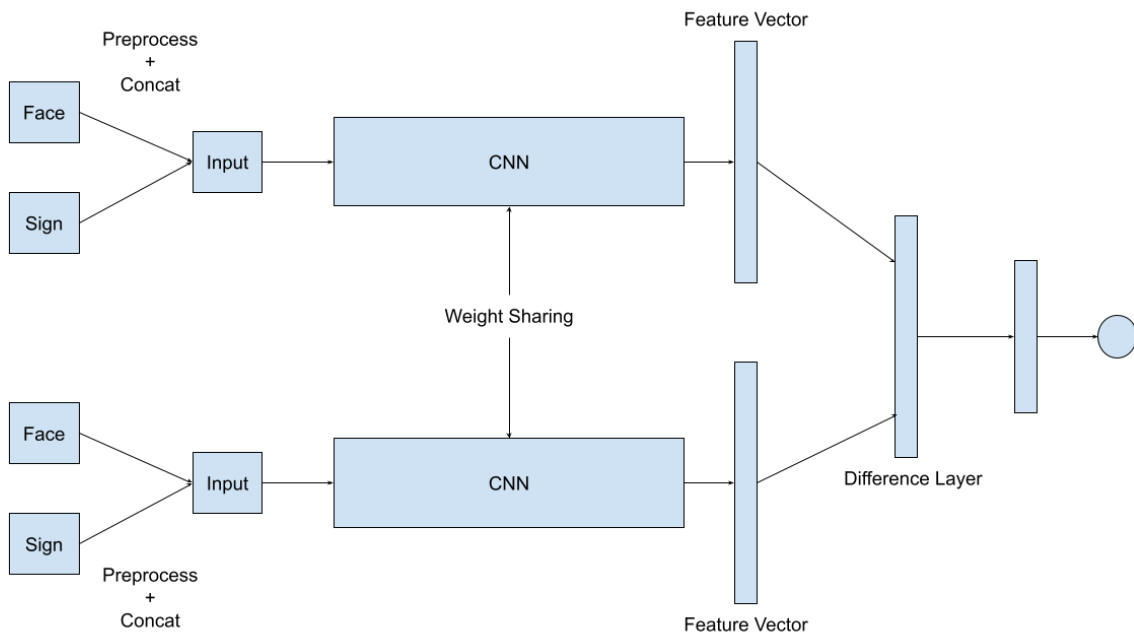 Feature Vector
Preprocess
+
Concat
Face
Input
CNN
Sign
Weight Sharing
Face
Input
CNN
Difference Layer
Sign
Preprocess
+
Concat
Feature Vector